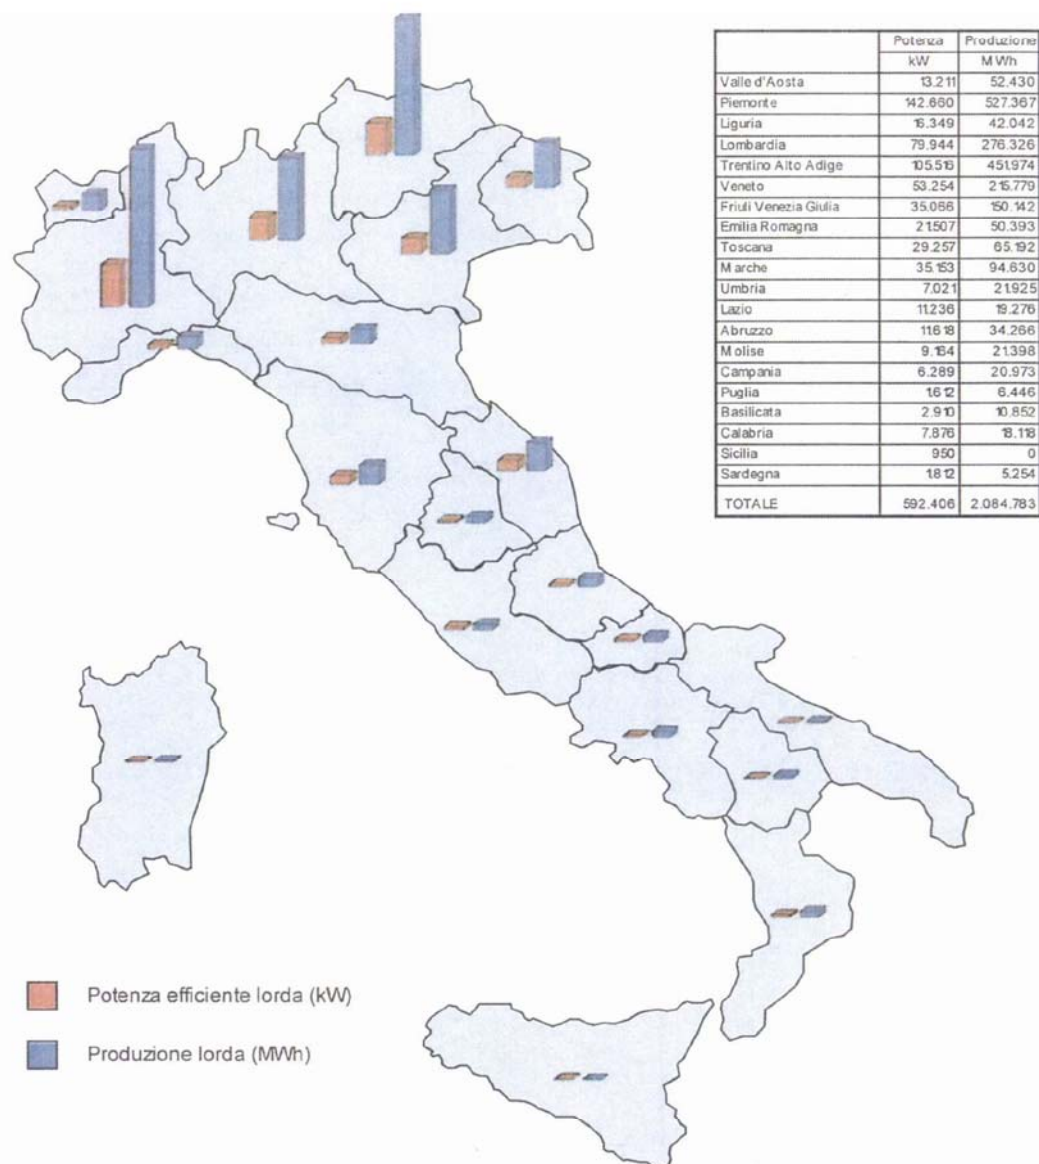 Potenza Produzione
kW MWh
Valle d'Aosta 13.211 52.430
Piemonte 142.660 527.367
Liguria 16.349 42.042
Lombardia 79.944 276.326
Trentino Alto Adige 105.516 451.974
Veneto 53.254 215.779
Friuli Venezia Giulia 35.066 150.142
Emilia Romagna 21.507 50.393
Toscana 29.257 65.192
Marche 35.153 94.630
Umbria 7.021 21.925
Lazio 11.236 19.276
Abruzzo 11.618 34.266
Molise 9.164 21.398
Campania 6.289 20.973
Puglia 1.612 6.446
Basilicata 2.910 10.852
Calabria 7.876 18.118
Sicilia 950 0
Sardegna 1.812 5.254
TOTALE 592.406 2.084.783
Potenza efficiente lorda (kW)
Produzione lorda (MWh)